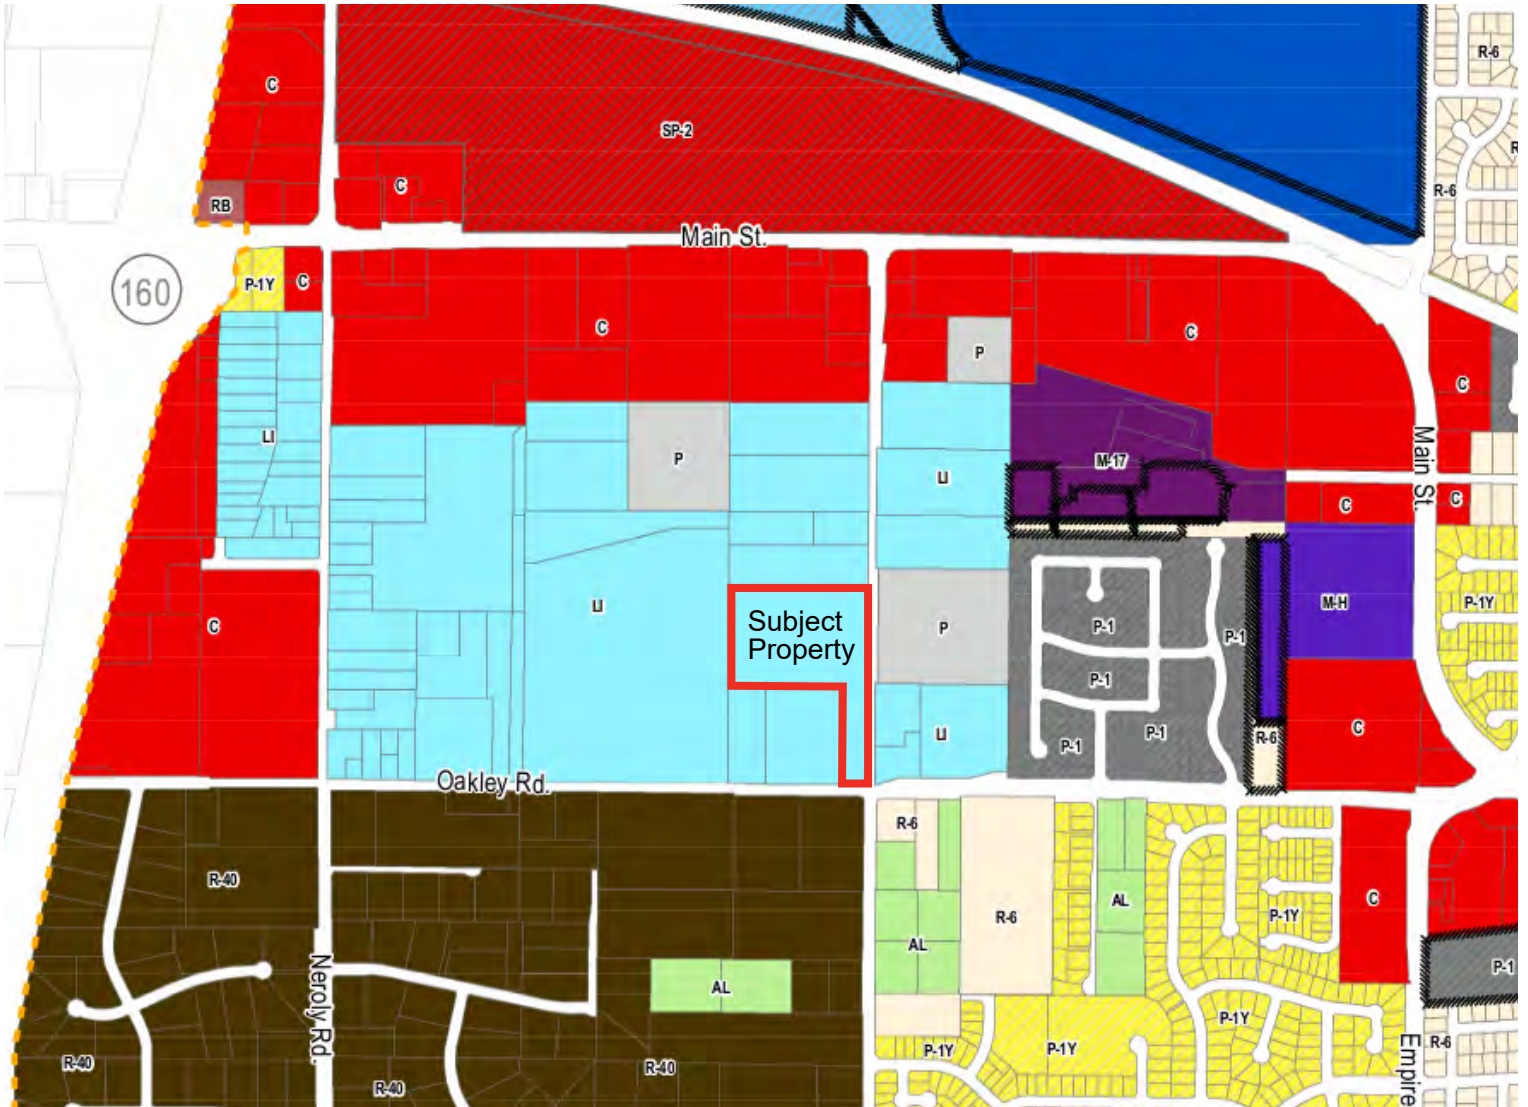 C
R-6
SP-2
R
C
R-6
RB
Main St.
P-1Y
C
160
C
C
P
C
LI
M-17
Main St.
P
LI
C
C
LI
P-1Y
M-H
Subject
Property
P-1
P-1
C
P
P-1
C
LI
P-1
P-1
R-6
Oakley Rd.
R-6
R-40
AL
C
P-1Y
R-6
AL
P-1
AL
Neroly Rd.
P-1Y
R-6
P-1Y
P-1Y
R-40
R-40
R-40
Empire